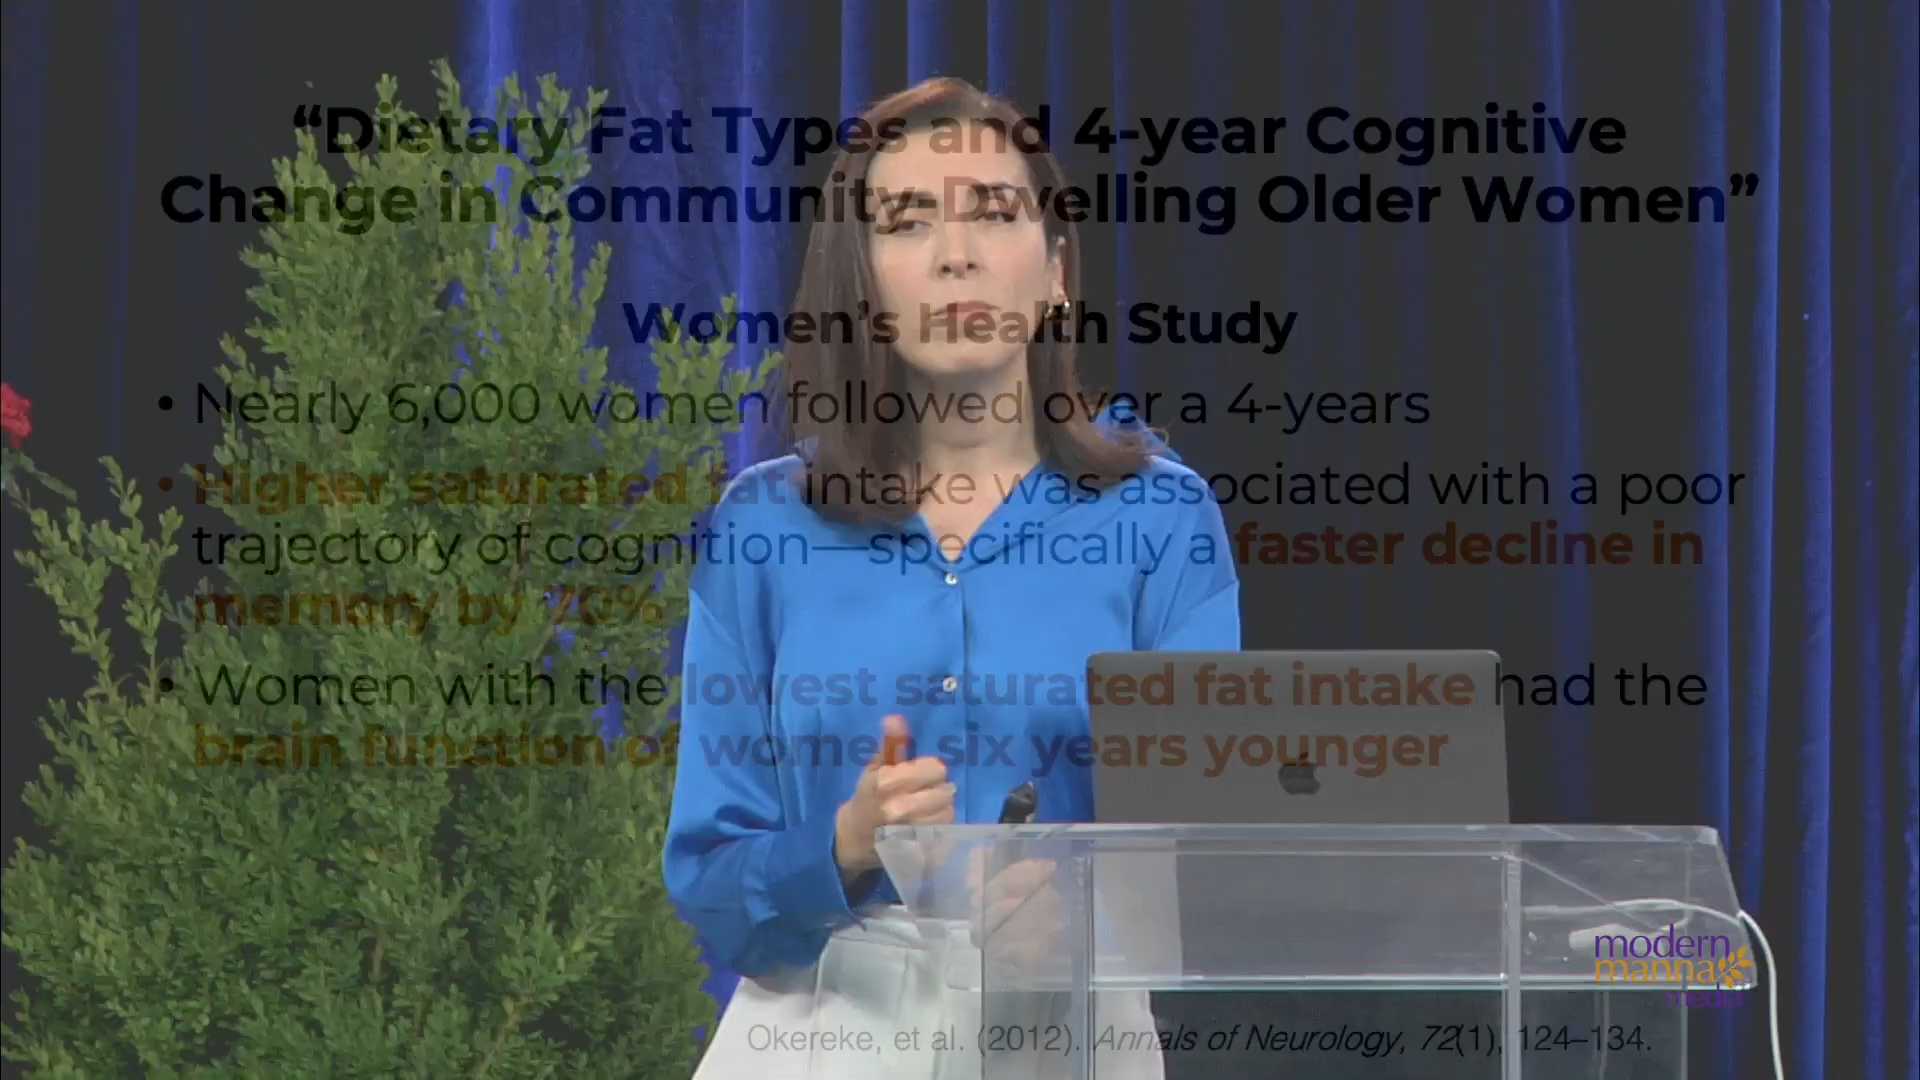 “Dietary Fat Types and 4-year Cognitive
Change in Community-Dwelling Older Women”
Women’s Health Study
• Nearly 6,000 women followed over a 4-years
• Higher saturated fat intake was associated with a poor
trajectory of cognition—specifically a faster decline in
memory by 70%
• Women with the lowest saturated fat intake had the
brain function of women six years younger
modern
manna
media
Okereke, et al. (2012). Annals of Neurology, 72(1), 124–134.